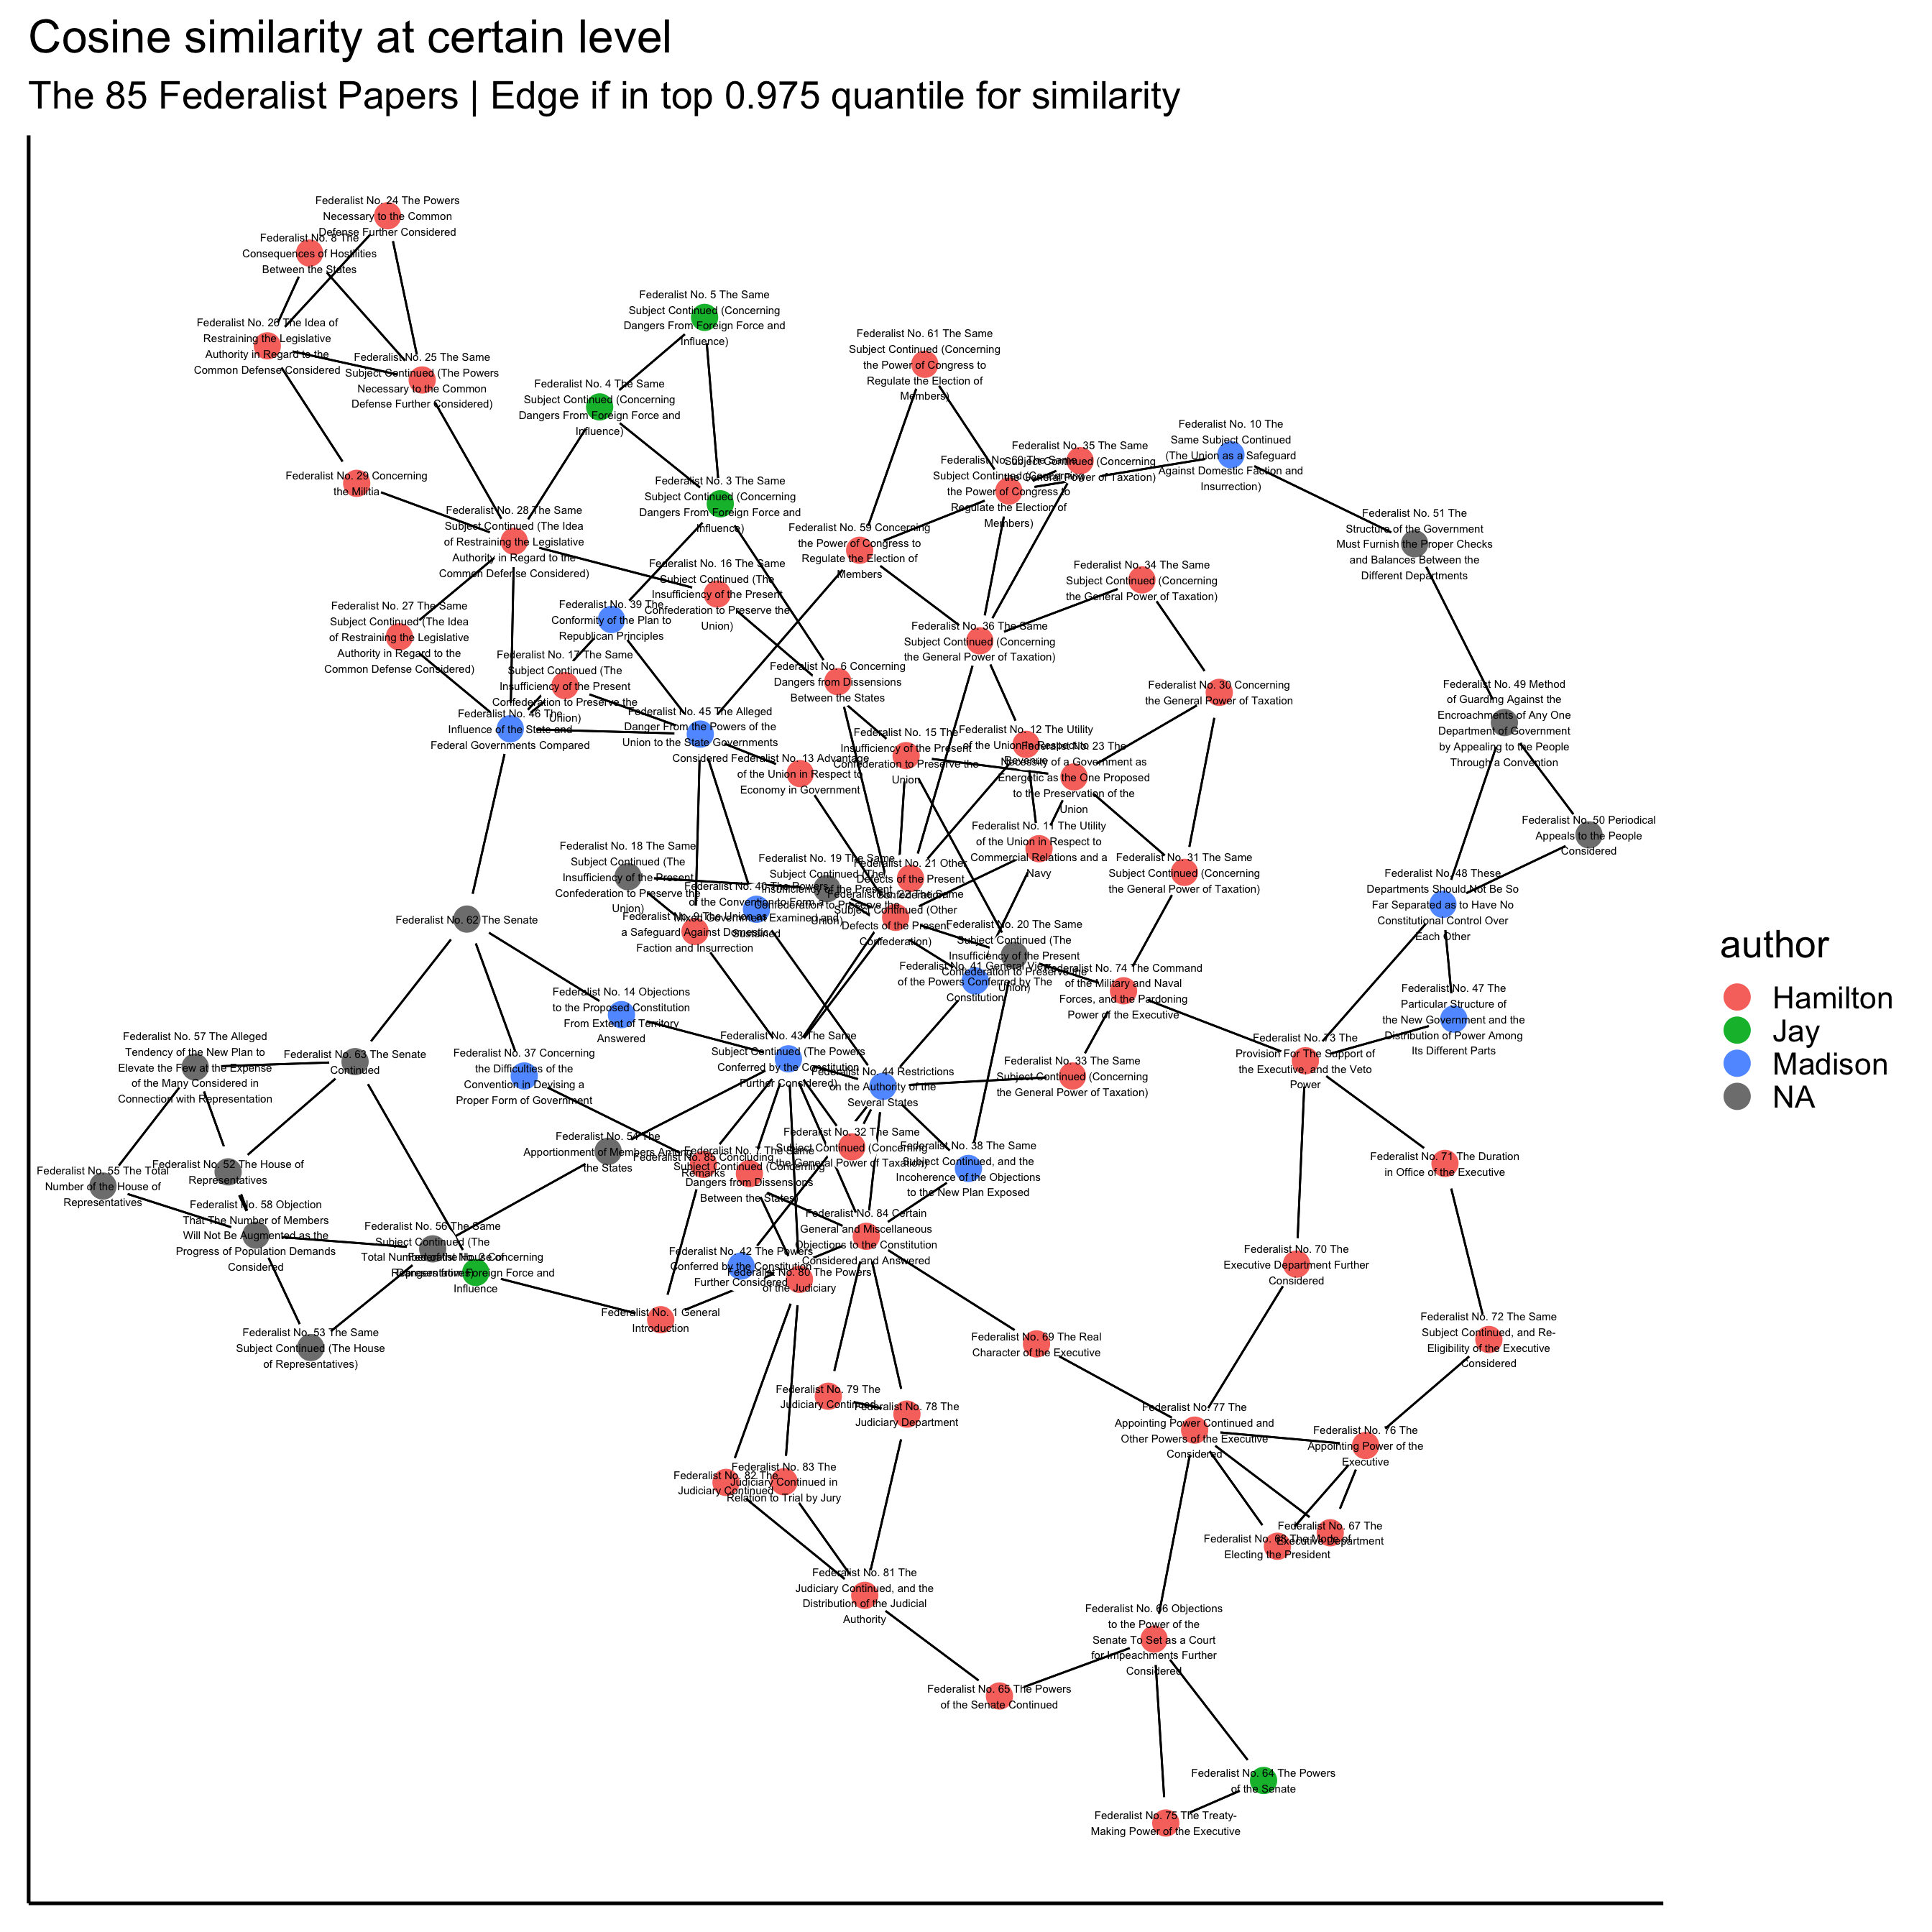 Cosine similarity at certain level
The 85 Federalist Papers | Edge if in top 0.975 quantile for similarity
Federalist No. 24 The Powers
Necessary to the Common
Defense Further Considered
Federalist No. 8 The
Consequences of Hostilities
Between the States
Federalist No. 5 The Same
Subject Continued (Concerning
Dangers From Foreign Force and
Influence)
Federalist No. 26 The Idea of
Restraining the Legislative
Authority in Regard to the
Common Defense Considered
Federalist No. 25 The Same
Subject Continued (The Powers
Necessary to the Common
Defense Further Considered)
Federalist No. 61 The Same
Subject Continued (Concerning
the Power of Congress to
Regulate the Election of
Members)
Federalist No. 4 The Same
Subject Continued (Concerning
Dangers From Foreign Force and
Influence)
Federalist No. 10 The
Same Subject Continued
(The Union as a Safeguard
Against Domestic Faction and
Insurrection)
Federalist No. 35 The Same
Subject Continued (Concerning
the General Power of Taxation)
Federalist No. 60 The Same
Subject Continued (Concerning
the Power of Congress to
Regulate the Election of
Members)
Federalist No. 29 Concerning
the Militia
Federalist No. 3 The Same
Subject Continued (Concerning
Dangers From Foreign Force and
Influence)
Federalist No. 28 The Same
Subject Continued (The Idea
of Restraining the Legislative
Authority in Regard to the
Common Defense Considered)
Federalist No. 59 Concerning
the Power of Congress to
Regulate the Election of
Members
Federalist No. 51 The
Structure of the Government
Must Furnish the Proper Checks
and Balances Between the
Different Departments
Federalist No. 16 The Same
Subject Continued (The
Insufficiency of the Present
Confederation to Preserve the
Union)
Federalist No. 34 The Same
Subject Continued (Concerning
the General Power of Taxation)
Federalist No. 27 The Same
Subject Continued (The Idea
of Restraining the Legislative
Authority in Regard to the
Common Defense Considered)
Federalist No. 39 The
Conformity of the Plan to
Republican Principles
Federalist No. 36 The Same
Subject Continued (Concerning
the General Power of Taxation)
Federalist No. 17 The Same
Subject Continued (The
Insufficiency of the Present
Confederation to Preserve the
Union)
Federalist No. 6 Concerning
Dangers from Dissensions
Between the States
Federalist No. 30 Concerning
the General Power of Taxation
Federalist No. 49 Method
of Guarding Against the
Encroachments of Any One
Department of Government
by Appealing to the People
Through a Convention
Federalist No. 46 The
Influence of the State and
Federal Governments Compared
Federalist No. 45 The Alleged
Danger From the Powers of the
Union to the State Governments
Considered
Federalist No. 13 Advantage
of the Union in Respect to
Economy in Government
Federalist No. 15 The
Insufficiency of the Present
Confederation to Preserve the
Union
Federalist No. 12 The Utility
of the Union In Respect to
Revenue
Federalist No. 23 The
Necessity of a Government as
Energetic as the One Proposed
to the Preservation of the
Union
Federalist No. 11 The Utility
of the Union in Respect to
Commercial Relations and a
Navy
Federalist No. 50 Periodical
Appeals to the People
Considered
Federalist No. 31 The Same
Subject Continued (Concerning
the General Power of Taxation)
Federalist No. 18 The Same
Subject Continued (The
Insufficiency of the Present
Confederation to Preserve the
Union)
Federalist No. 19 The Same
Subject Continued (The
Insufficiency of the Present
Confederation to Preserve the
Union)
Federalist No. 21 Other
Defects of the Present
Confederation
Federalist No. 40 The Powers
of the Convention to Form a
Mixed Government Examined and
Sustained
Federalist No. 22 The Same
Subject Continued (Other
Defects of the Present
Confederation)
Federalist No. 48 These
Departments Should Not Be So
Far Separated as to Have No
Constitutional Control Over
Each Other
Federalist No. 62 The Senate
Federalist No. 9 The Union as
a Safeguard Against Domestic
Faction and Insurrection
Federalist No. 20 The Same
Subject Continued (The
Insufficiency of the Present
Confederation to Preserve the
Union)
Federalist No. 41 General View
of the Powers Conferred by The
Constitution
Federalist No. 74 The Command
of the Military and Naval
Forces, and the Pardoning
Power of the Executive
Federalist No. 14 Objections
to the Proposed Constitution
From Extent of Territory
Answered
Federalist No. 47 The
Particular Structure of
the New Government and the
Distribution of Power Among
Its Different Parts
Federalist No. 57 The Alleged
Tendency of the New Plan to
Elevate the Few at the Expense
of the Many Considered in
Connection with Representation
Federalist No. 63 The Senate
Continued
Federalist No. 37 Concerning
the Difficulties of the
Convention in Devising a
Proper Form of Government
Federalist No. 43 The Same
Subject Continued (The Powers
Conferred by the Constitution
Further Considered)
Federalist No. 44 Restrictions
on the Authority of the
Several States
Federalist No. 33 The Same
Subject Continued (Concerning
the General Power of Taxation)
Federalist No. 73 The
Provision For The Support of
the Executive, and the Veto
Power
Federalist No. 55 The Total
Number of the House of
Representatives
Federalist No. 52 The House of
Representatives
Federalist No. 54 The
Apportionment of Members Among
the States
Federalist No. 85 Concluding
Remarks
Federalist No. 7 The Same
Subject Continued (Concerning
Dangers from Dissensions
Between the States)
Federalist No. 32 The Same
Subject Continued (Concerning
the General Power of Taxation)
Federalist No. 38 The Same
Subject Continued, and the
Incoherence of the Objections
to the New Plan Exposed
Federalist No. 71 The Duration
in Office of the Executive
Federalist No. 58 Objection
That The Number of Members
Will Not Be Augmented as the
Progress of Population Demands
Considered
Federalist No. 56 The Same
Subject Continued (The
Total Number of the House of
Representatives)
Federalist No. 2 Concerning
Dangers from Foreign Force and
Influence
Federalist No. 84 Certain
General and Miscellaneous
Objections to the Constitution
Considered and Answered
Federalist No. 42 The Powers
Conferred by the Constitution
Further Considered
Federalist No. 80 The Powers
of the Judiciary
Federalist No. 70 The
Executive Department Further
Considered
Federalist No. 1 General
Introduction
Federalist No. 53 The Same
Subject Continued (The House
of Representatives)
Federalist No. 69 The Real
Character of the Executive
Federalist No. 72 The Same
Subject Continued, and Re-
Eligibility of the Executive
Considered
Federalist No. 79 The
Judiciary Continued
Federalist No. 78 The
Judiciary Department
Federalist No. 77 The
Appointing Power Continued and
Other Powers of the Executive
Considered
Federalist No. 76 The
Appointing Power of the
Executive
Federalist No. 82 The
Judiciary Continued
Federalist No. 83 The
Judiciary Continued in
Relation to Trial by Jury
Federalist No. 68 The Mode of
Electing the President
Federalist No. 67 The
Executive Department
Federalist No. 81 The
Judiciary Continued, and the
Distribution of the Judicial
Authority
Federalist No. 66 Objections
to the Power of the
Senate To Set as a Court
for Impeachments Further
Considered
Federalist No. 65 The Powers
of the Senate Continued
Federalist No. 64 The Powers
of the Senate
Federalist No. 75 The Treaty-
Making Power of the Executive
author
Hamilton
Jay
Madison
NA